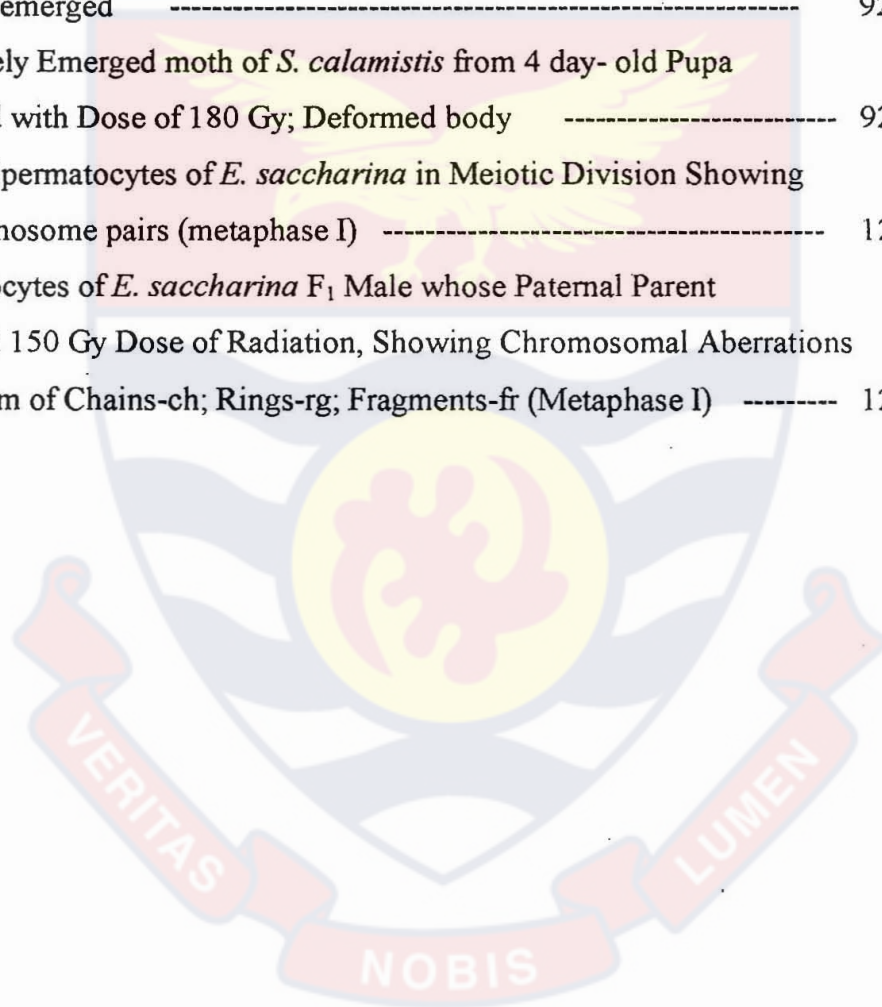 emerged ------------------------------------------------------------ 92
ely Emerged moth of S. calamistis from 4 day- old Pupa
with Dose of 180 Gy; Deformed body -------------------------- 92
permatocytes of E. saccharina in Meiotic Division Showing
nosome pairs (metaphase I) ------------------------------------------ 12
cytes of E. saccharina F₁ Male whose Paternal Parent
150 Gy Dose of Radiation, Showing Chromosomal Aberrations
m of Chains-ch; Rings-rg; Fragments-fr (Metaphase I) --------- 12
VERITAS
NOBIS
LUMEN